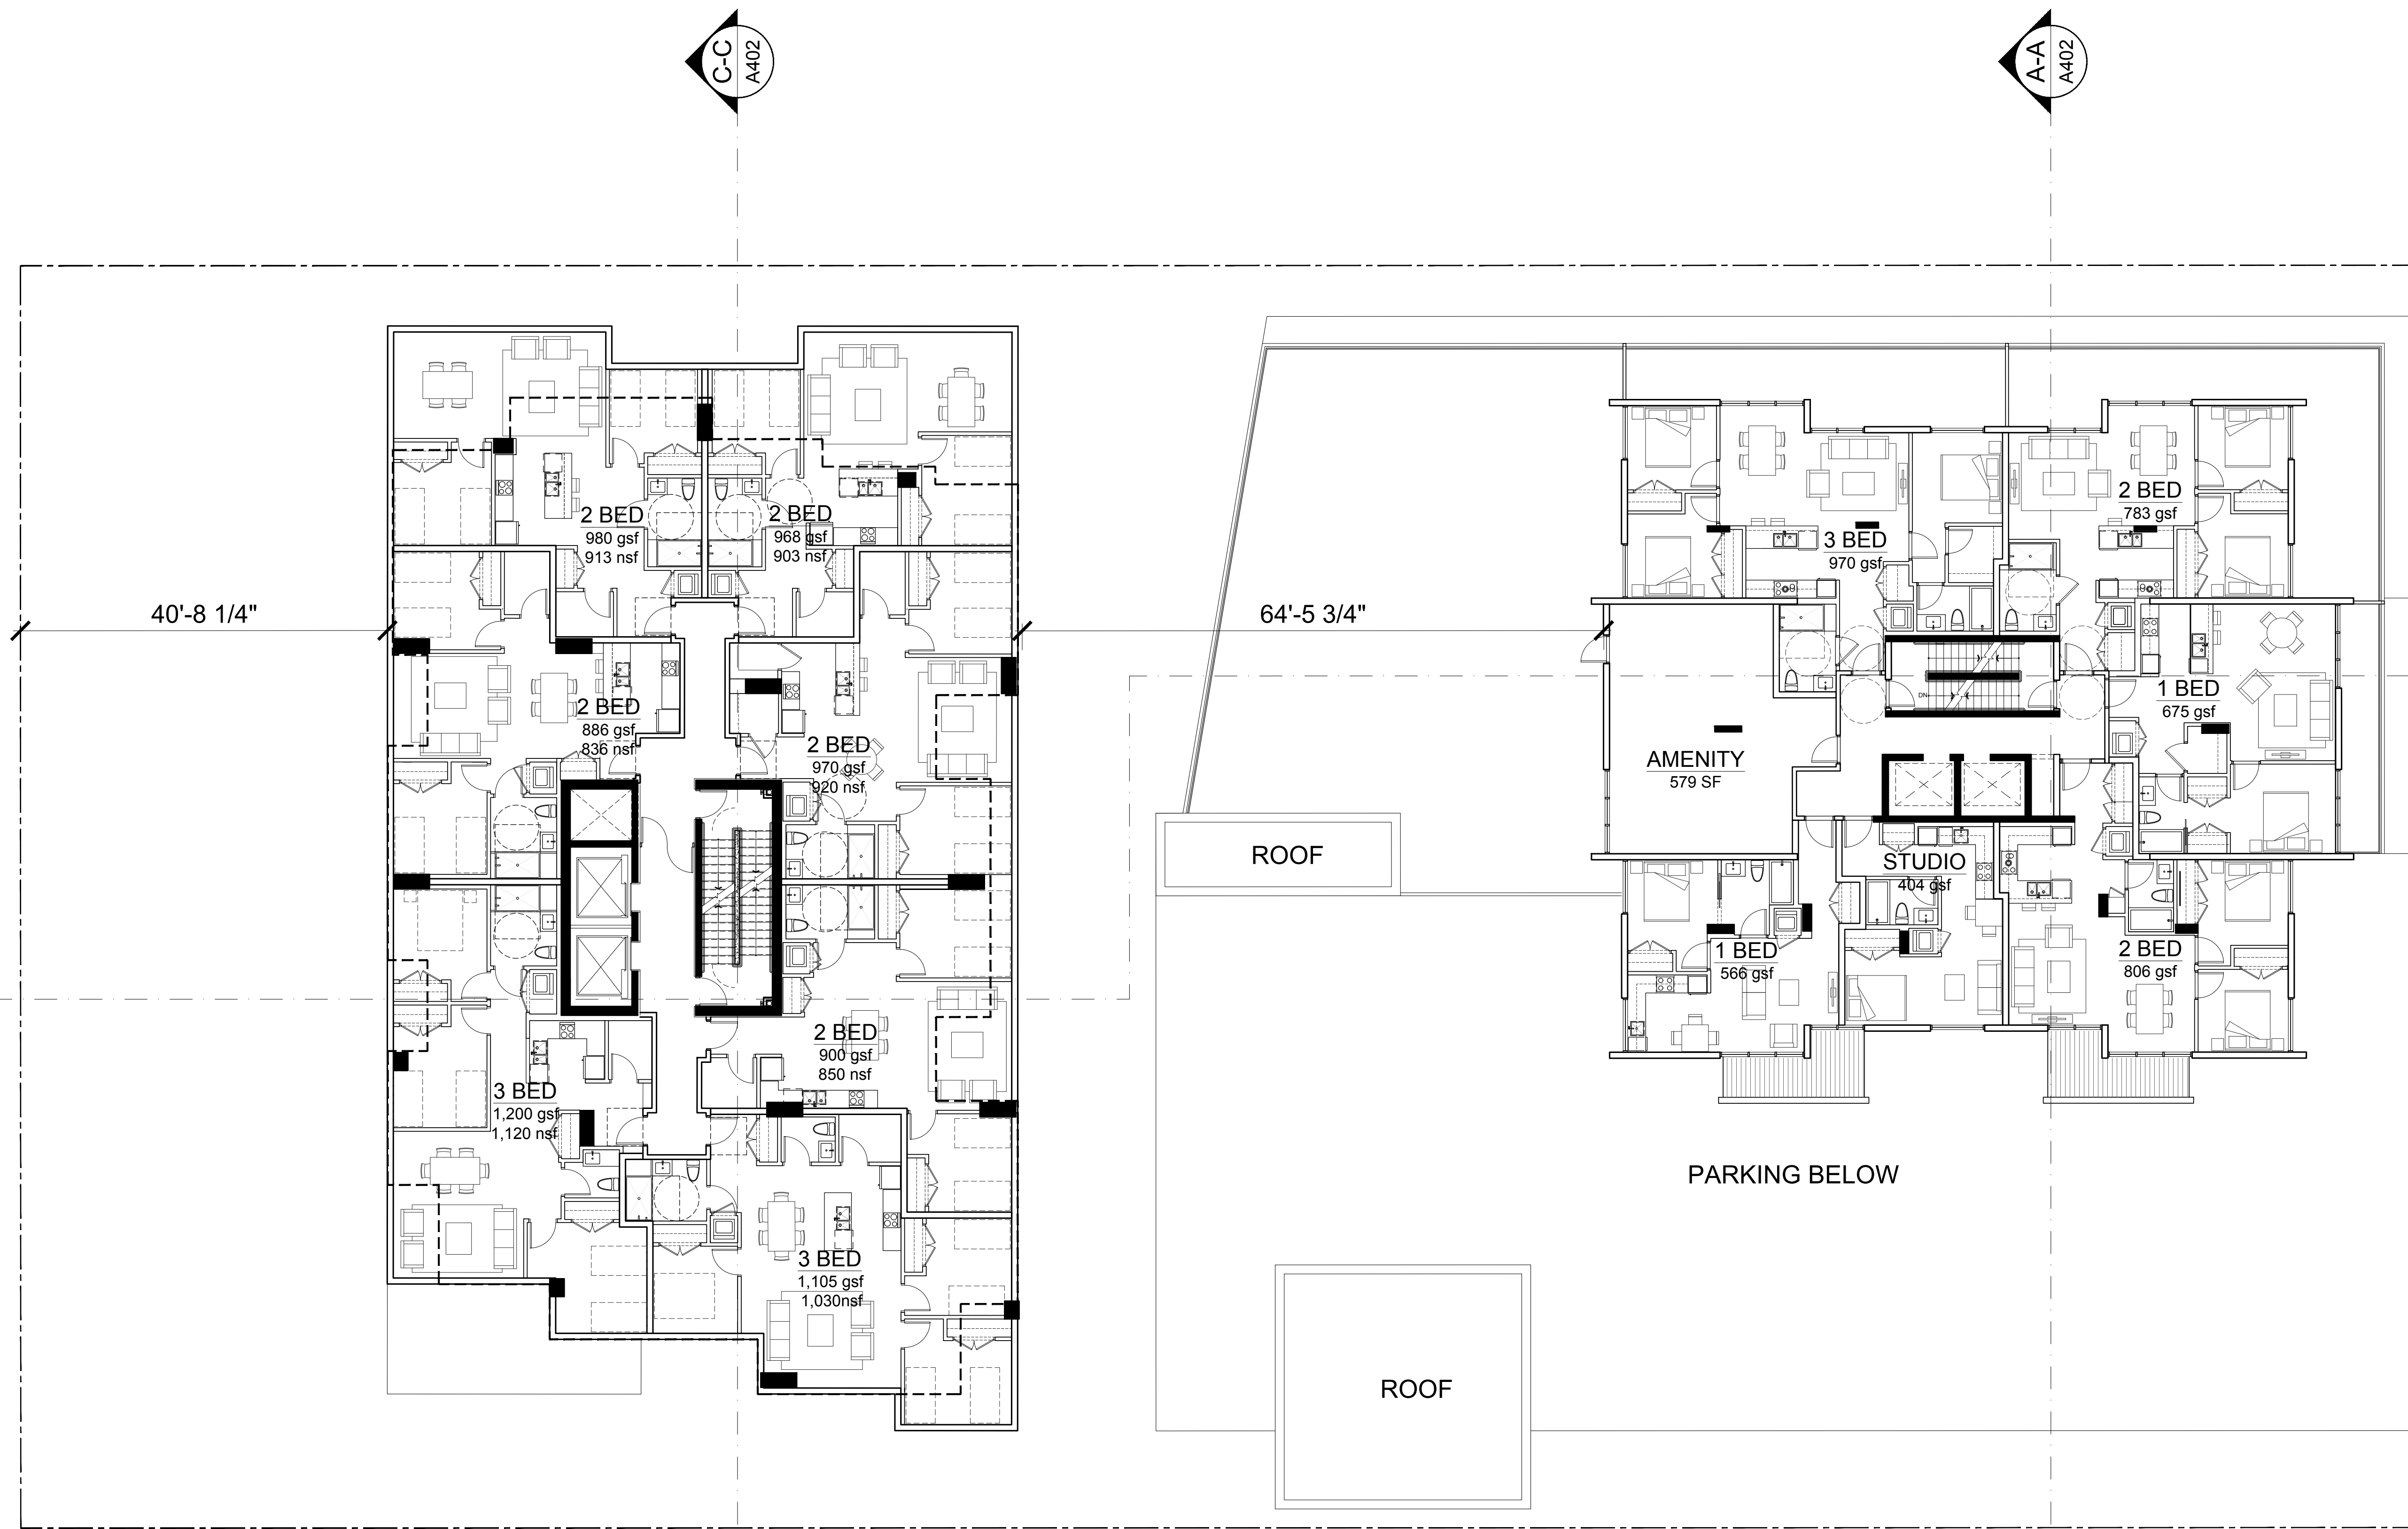 C-C
A402
A-A
A402
40'-8 1/4"
64'-5 3/4"
2 BED
980 gsf
913 nsf
2 BED
968 gsf
903 nsf
2 BED
886 gsf
836 nsf
2 BED
970 gsf
920 nsf
2 BED
900 gsf
850 nsf
3 BED
1,200 gsf
1,120 nsf
3 BED
1,105 gsf
1,030nsf
3 BED
970 gsf
2 BED
783 gsf
DN
1 BED
675 gsf
AMENITY
579 SF
STUDIO
404 gsf
1 BED
566 gsf
2 BED
806 gsf
ROOF
PARKING BELOW
ROOF